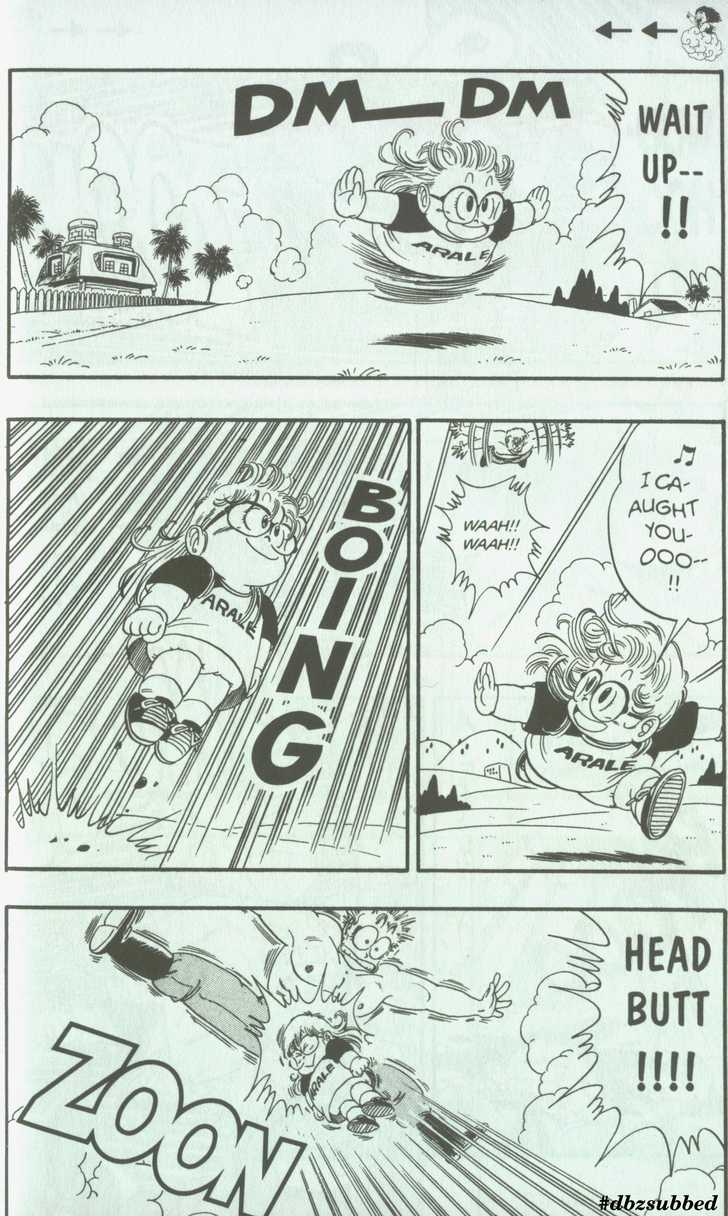 DM DM
WAIT
UP--
!!
ARALE
I CA-
AUGHT
YOU-
OOO--
!!
WAAH!!
WAAH!!
ARALE
BOING
ARALE
HEAD
BUTT
!!!!
ARALE
ZOON
#dbzsubbed